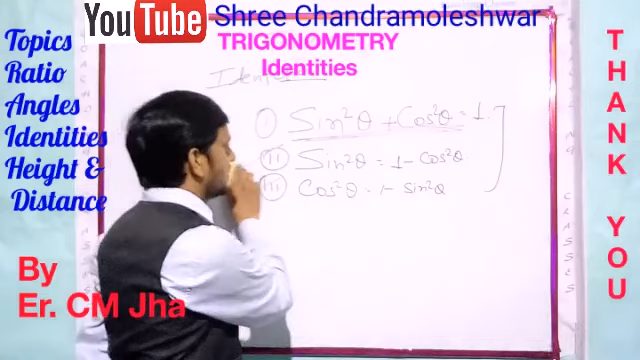 YouTube Shree Chandramoleshwar
TRIGONOMETRY
Identities
Topics
Ratio
Angles
Identities
Height &
Distance
By
Er. CM Jha
(I) Sin²θ + Cos²θ = 1.
(II) Sin²θ = 1 - Cos²θ
(III) Cos²θ = 1 - Sin²θ
THANK
YOU
CLASSES